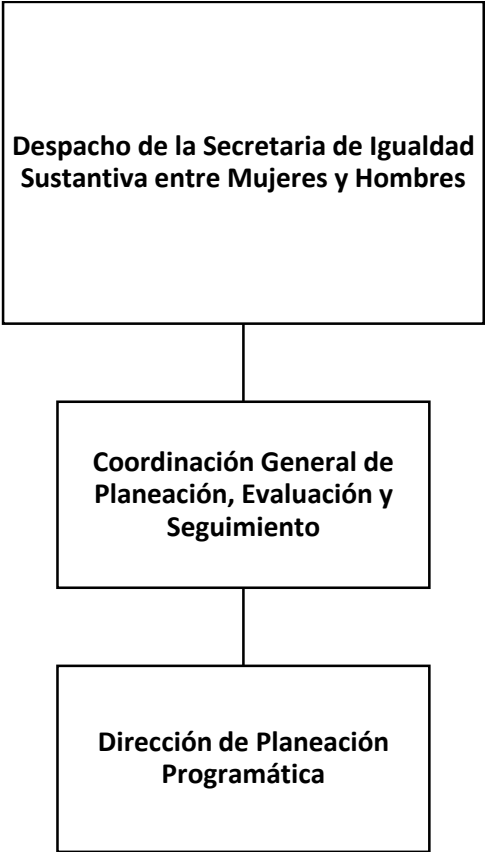 Despacho de la Secretaria de Igualdad
Sustantiva entre Mujeres y Hombres
Coordinación General de
Planeación, Evaluación y
Seguimiento
Dirección de Planeación
Programática